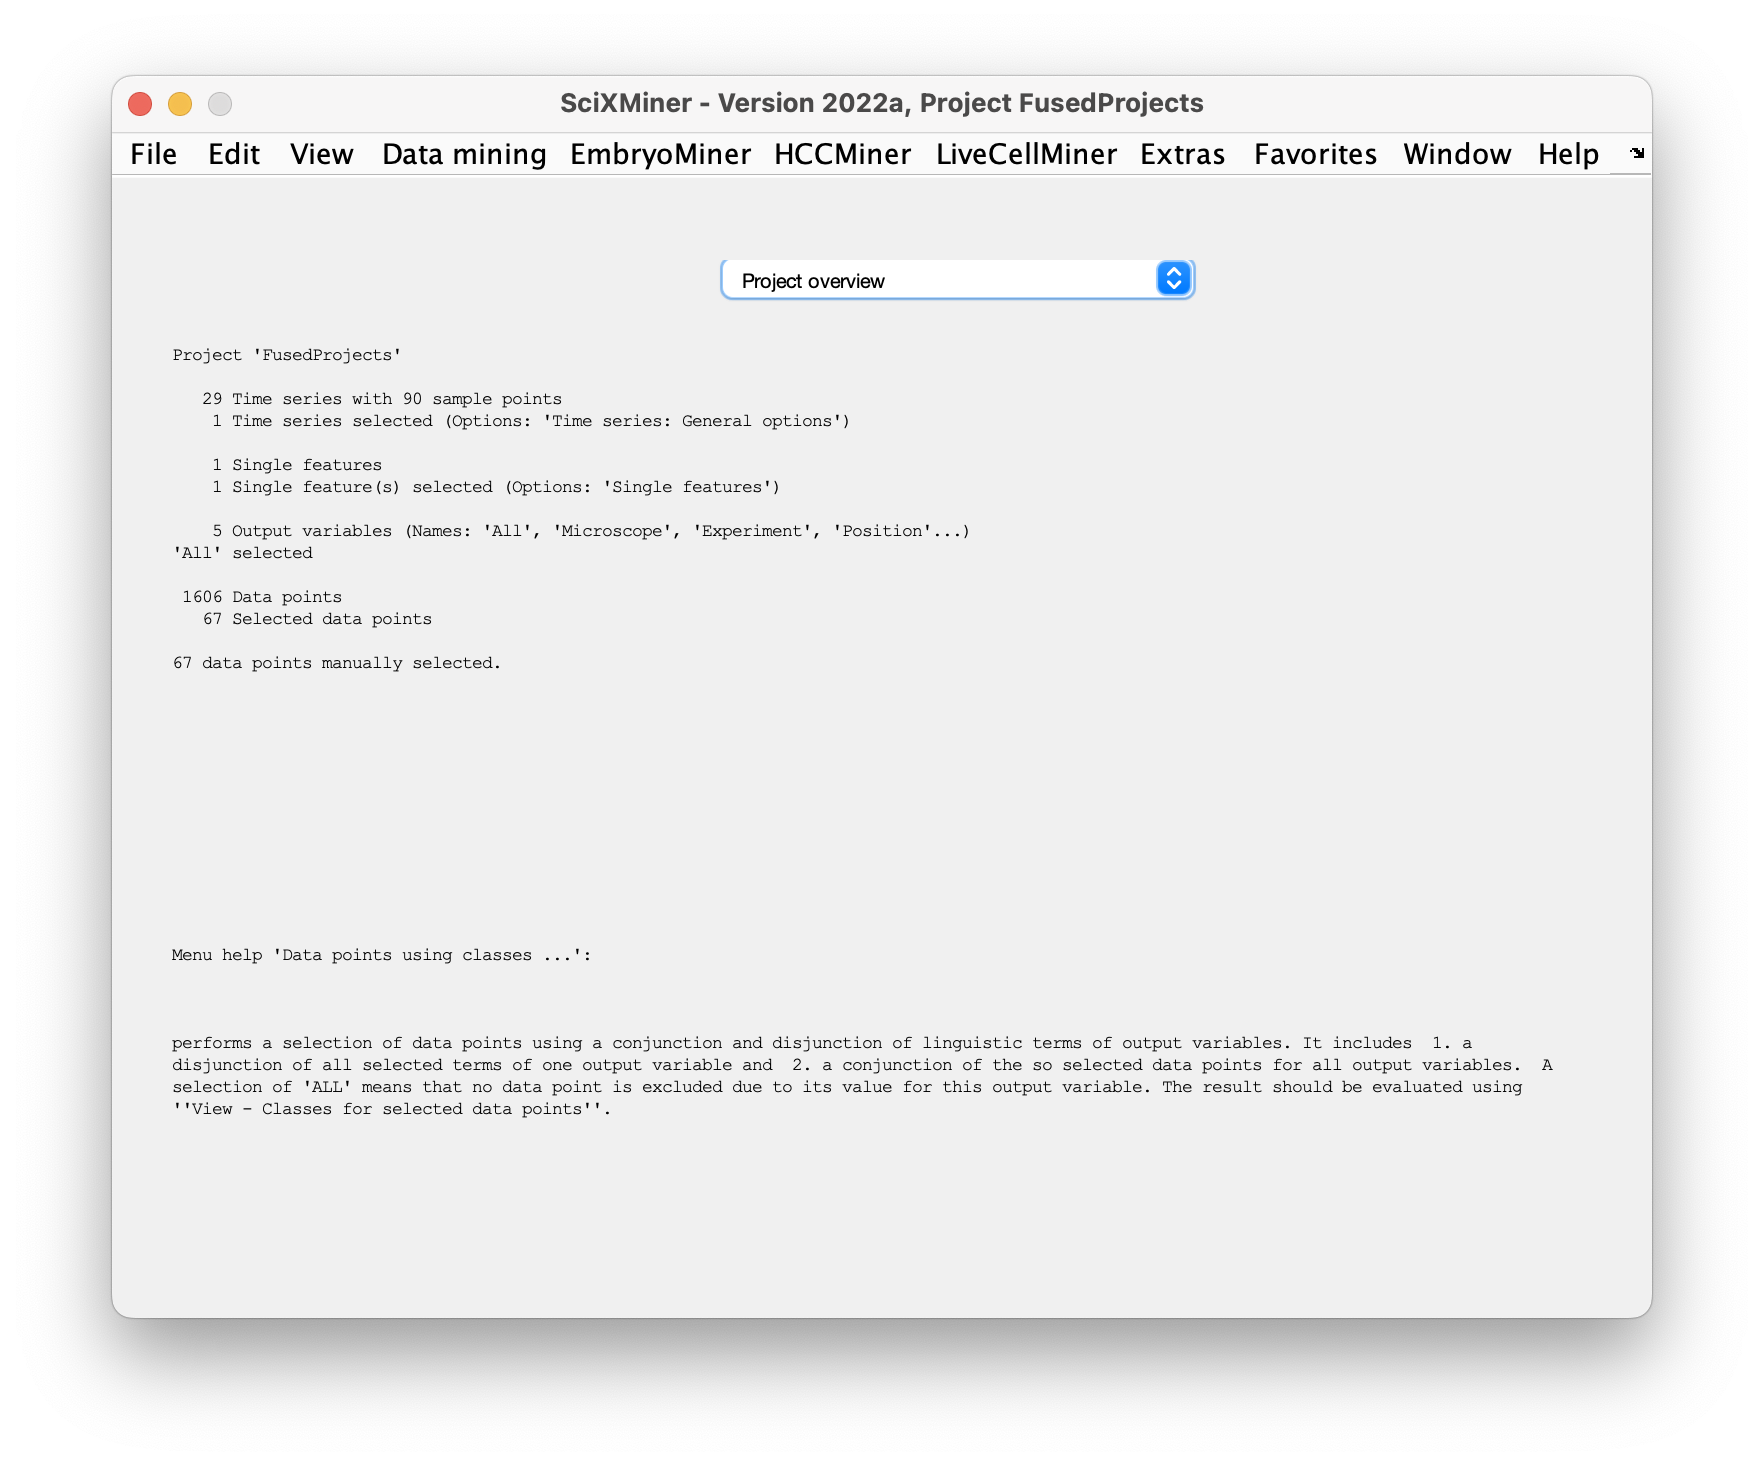 SciXMiner - Version 2022a, Project FusedProjects
File Edit View Data mining EmbryoMiner HCCMiner LiveCellMiner Extras Favorites Window Help
Project overview
Project 'FusedProjects'
29 Time series with 90 sample points
1 Time series selected (Options: 'Time series: General options')
1 Single features
1 Single feature(s) selected (Options: 'Single features')
5 Output variables (Names: 'All', 'Microscope', 'Experiment', 'Position'...)
'All' selected
1606 Data points
67 Selected data points
67 data points manually selected.
Menu help 'Data points using classes ...':
performs a selection of data points using a conjunction and disjunction of linguistic terms of output variables. It includes  1. a
disjunction of all selected terms of one output variable and  2. a conjunction of the so selected data points for all output variables.  A
selection of 'ALL' means that no data point is excluded due to its value for this output variable. The result should be evaluated using
''View - Classes for selected data points''.